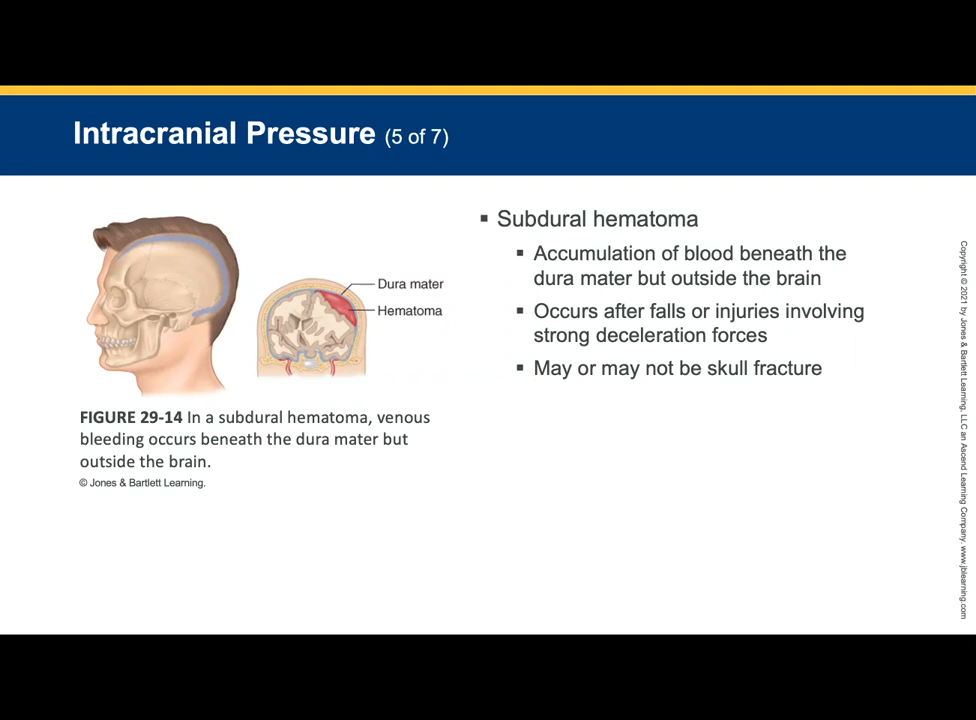 Intracranial Pressure (5 of 7)
Dura mater
Hematoma
FIGURE 29-14 In a subdural hematoma, venous
bleeding occurs beneath the dura mater but
outside the brain.
© Jones & Bartlett Learning.
▪ Subdural hematoma
▪ Accumulation of blood beneath the
dura mater but outside the brain
▪ Occurs after falls or injuries involving
strong deceleration forces
▪ May or may not be skull fracture
Copyright © 2021 by Jones & Bartlett Learning, LLC an Ascend Learning Company. www.jblearning.com